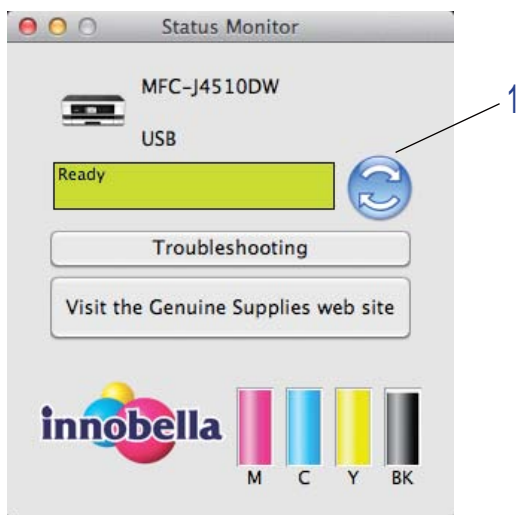 Status Monitor
MFC-J4510DW
1
USB
Ready
Troubleshooting
Visit the Genuine Supplies web site
innobella
M C Y BK